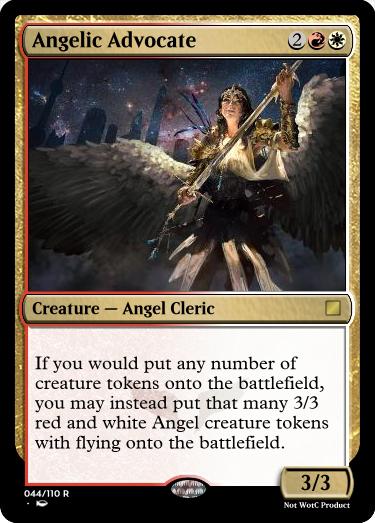 Angelic Advocate 2
Creature — Angel Cleric
If you would put any number of
creature tokens onto the battlefield,
you may instead put that many 3/3
red and white Angel creature tokens
with flying onto the battlefield.
3/3
044/110 R
Not WotC Product